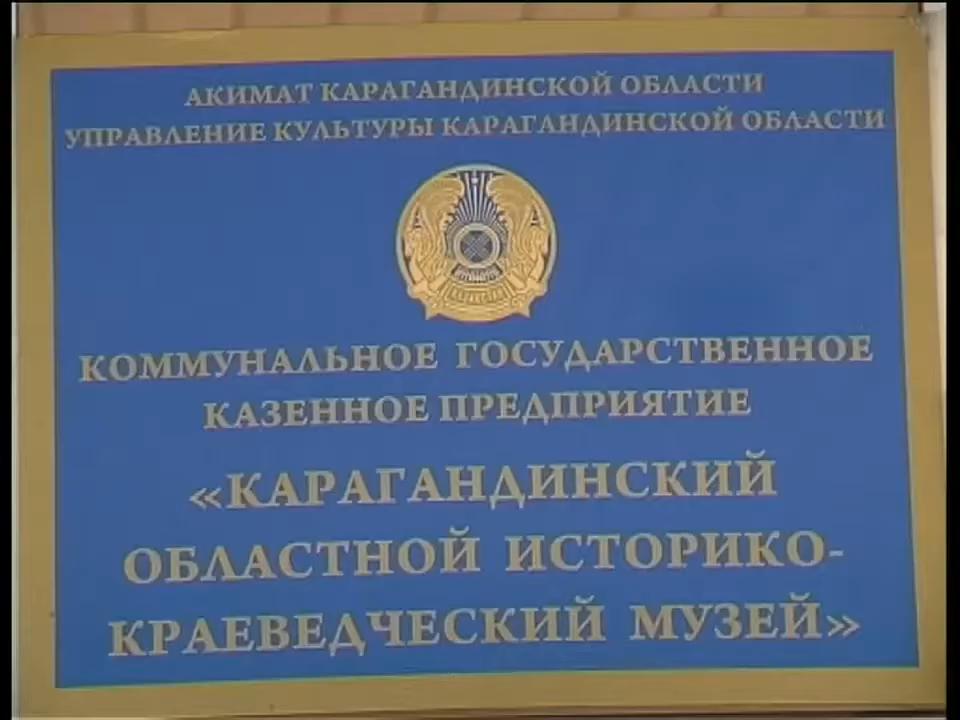 АКИМАТ КАРАГАНДИНСКОЙ ОБЛАСТИ
УПРАВЛЕНИЕ КУЛЬТУРЫ КАРАГАНДИНСКОЙ ОБЛАСТИ
КОММУНАЛЬНОЕ ГОСУДАРСТВЕННОЕ
КАЗЕННОЕ ПРЕДПРИЯТИЕ
«КАРАГАНДИНСКИЙ
ОБЛАСТНОЙ ИСТОРИКО-
КРАЕВЕДЧЕСКИЙ МУЗЕЙ»